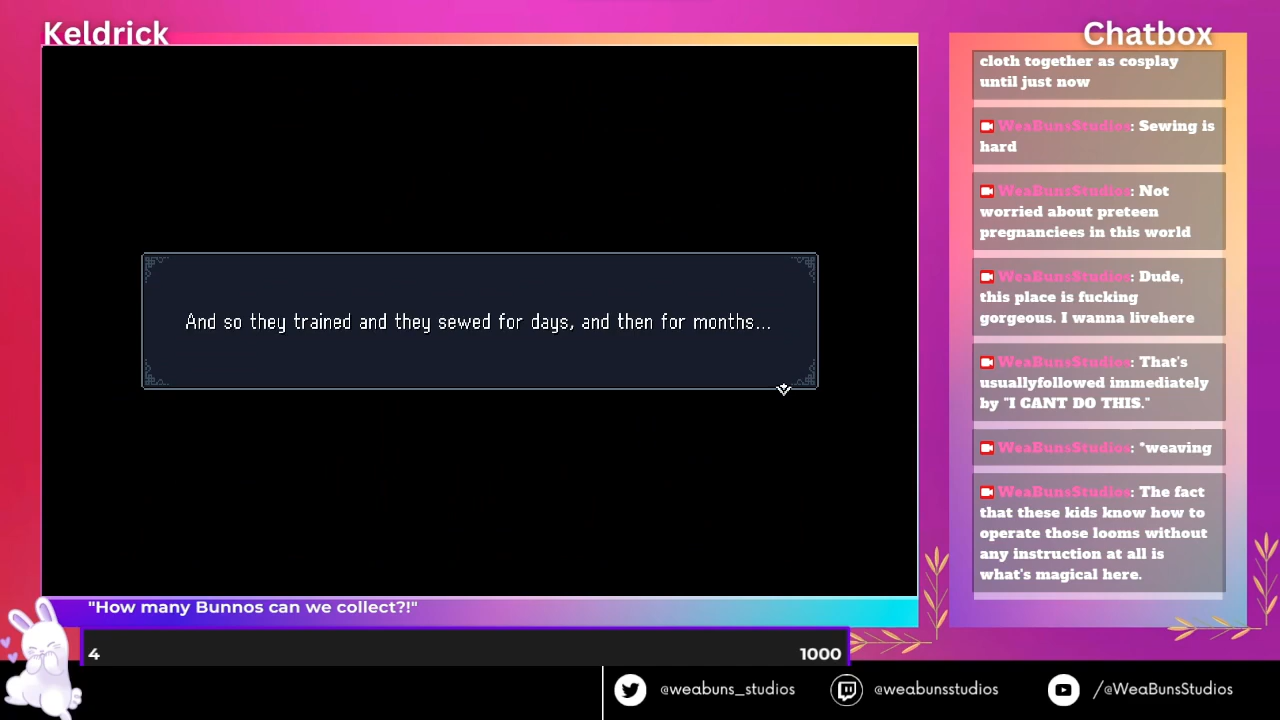 Keldrick
Chatbox
cloth together as cosplay
until just now
WeaBunsStudios: Sewing is
hard
WeaBunsStudios: Not
worried about preteen
pregnanciees in this world
WeaBunsStudios: Dude,
this place is fucking
gorgeous. I wanna livehere
WeaBunsStudios: That's
usuallyfollowed immediately
by "I CANT DO THIS."
WeaBunsStudios: *weaving
WeaBunsStudios: The fact
that these kids know how to
operate those looms without
any instruction at all is
what's magical here.
And so they trained and they sewed for days, and then for months...
"How many Bunnos can we collect?!"
4 1000
@weabuns_studios @weabunsstudios /@WeaBunsStudios